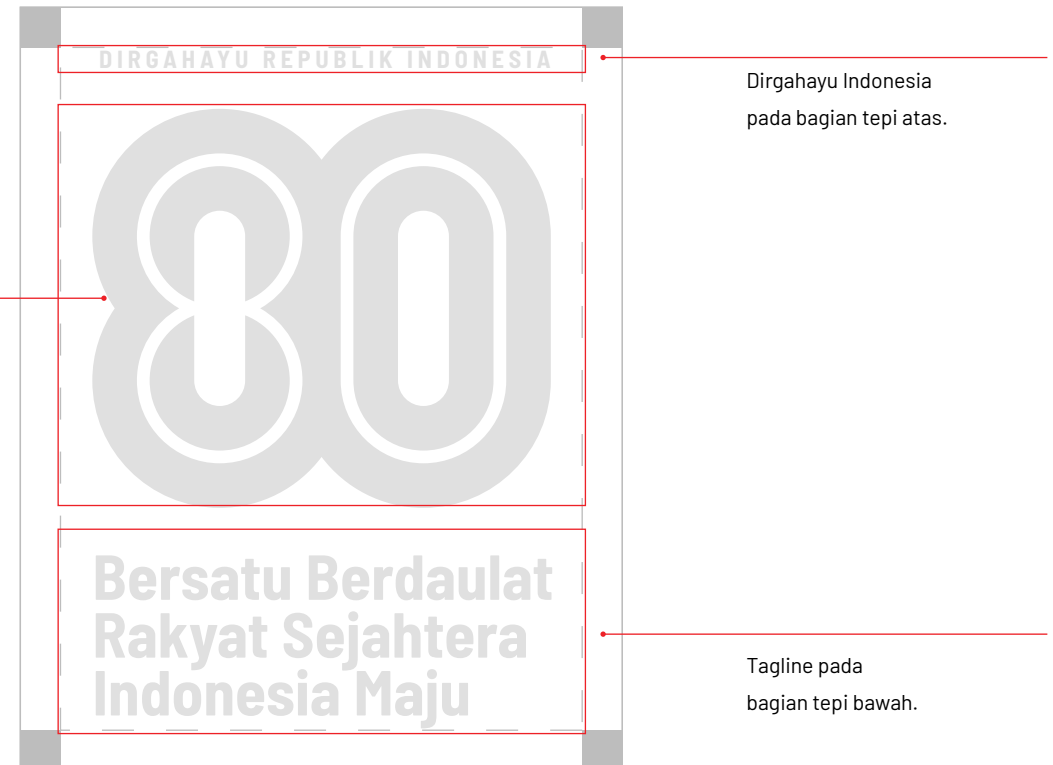 DIRGAHAYU REPUBLIK INDONESIA
Dirgahayu Indonesia
pada bagian tepi atas.
80
Bersatu Berdaulat
Rakyat Sejahtera
Indonesia Maju
Tagline pada
bagian tepi bawah.